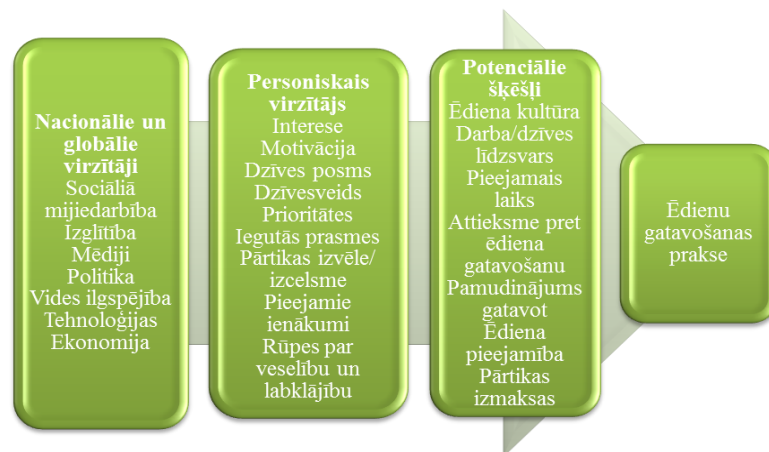 Nacionālie un
globālie
virzītāji
Sociālā
mijiedarbība
Izglītība
Mēdiji
Politika
Vides ilgspējība
Tehnoloģijas
Ekonomija
Personiskais
virzītājs
Interese
Motivācija
Dzīves posms
Dzīvesveids
Prioritātes
Iegutās prasmes
Pārtikas izvēle/
izcelsme
Pieejamie
ienākumi
Rūpes par
veselību un
labklājību
Potenciālie
šķēšļi
Ēdiena kultūra
Darba/dzīves
līdzsvars
Pieejamais
laiks
Attieksme pret
ēdiena
gatavošanu
Pamudinājums
gatavot
Ēdiena
pieejamība
Pārtikas
izmaksas
Ēdienu
gatavošanas
prakse